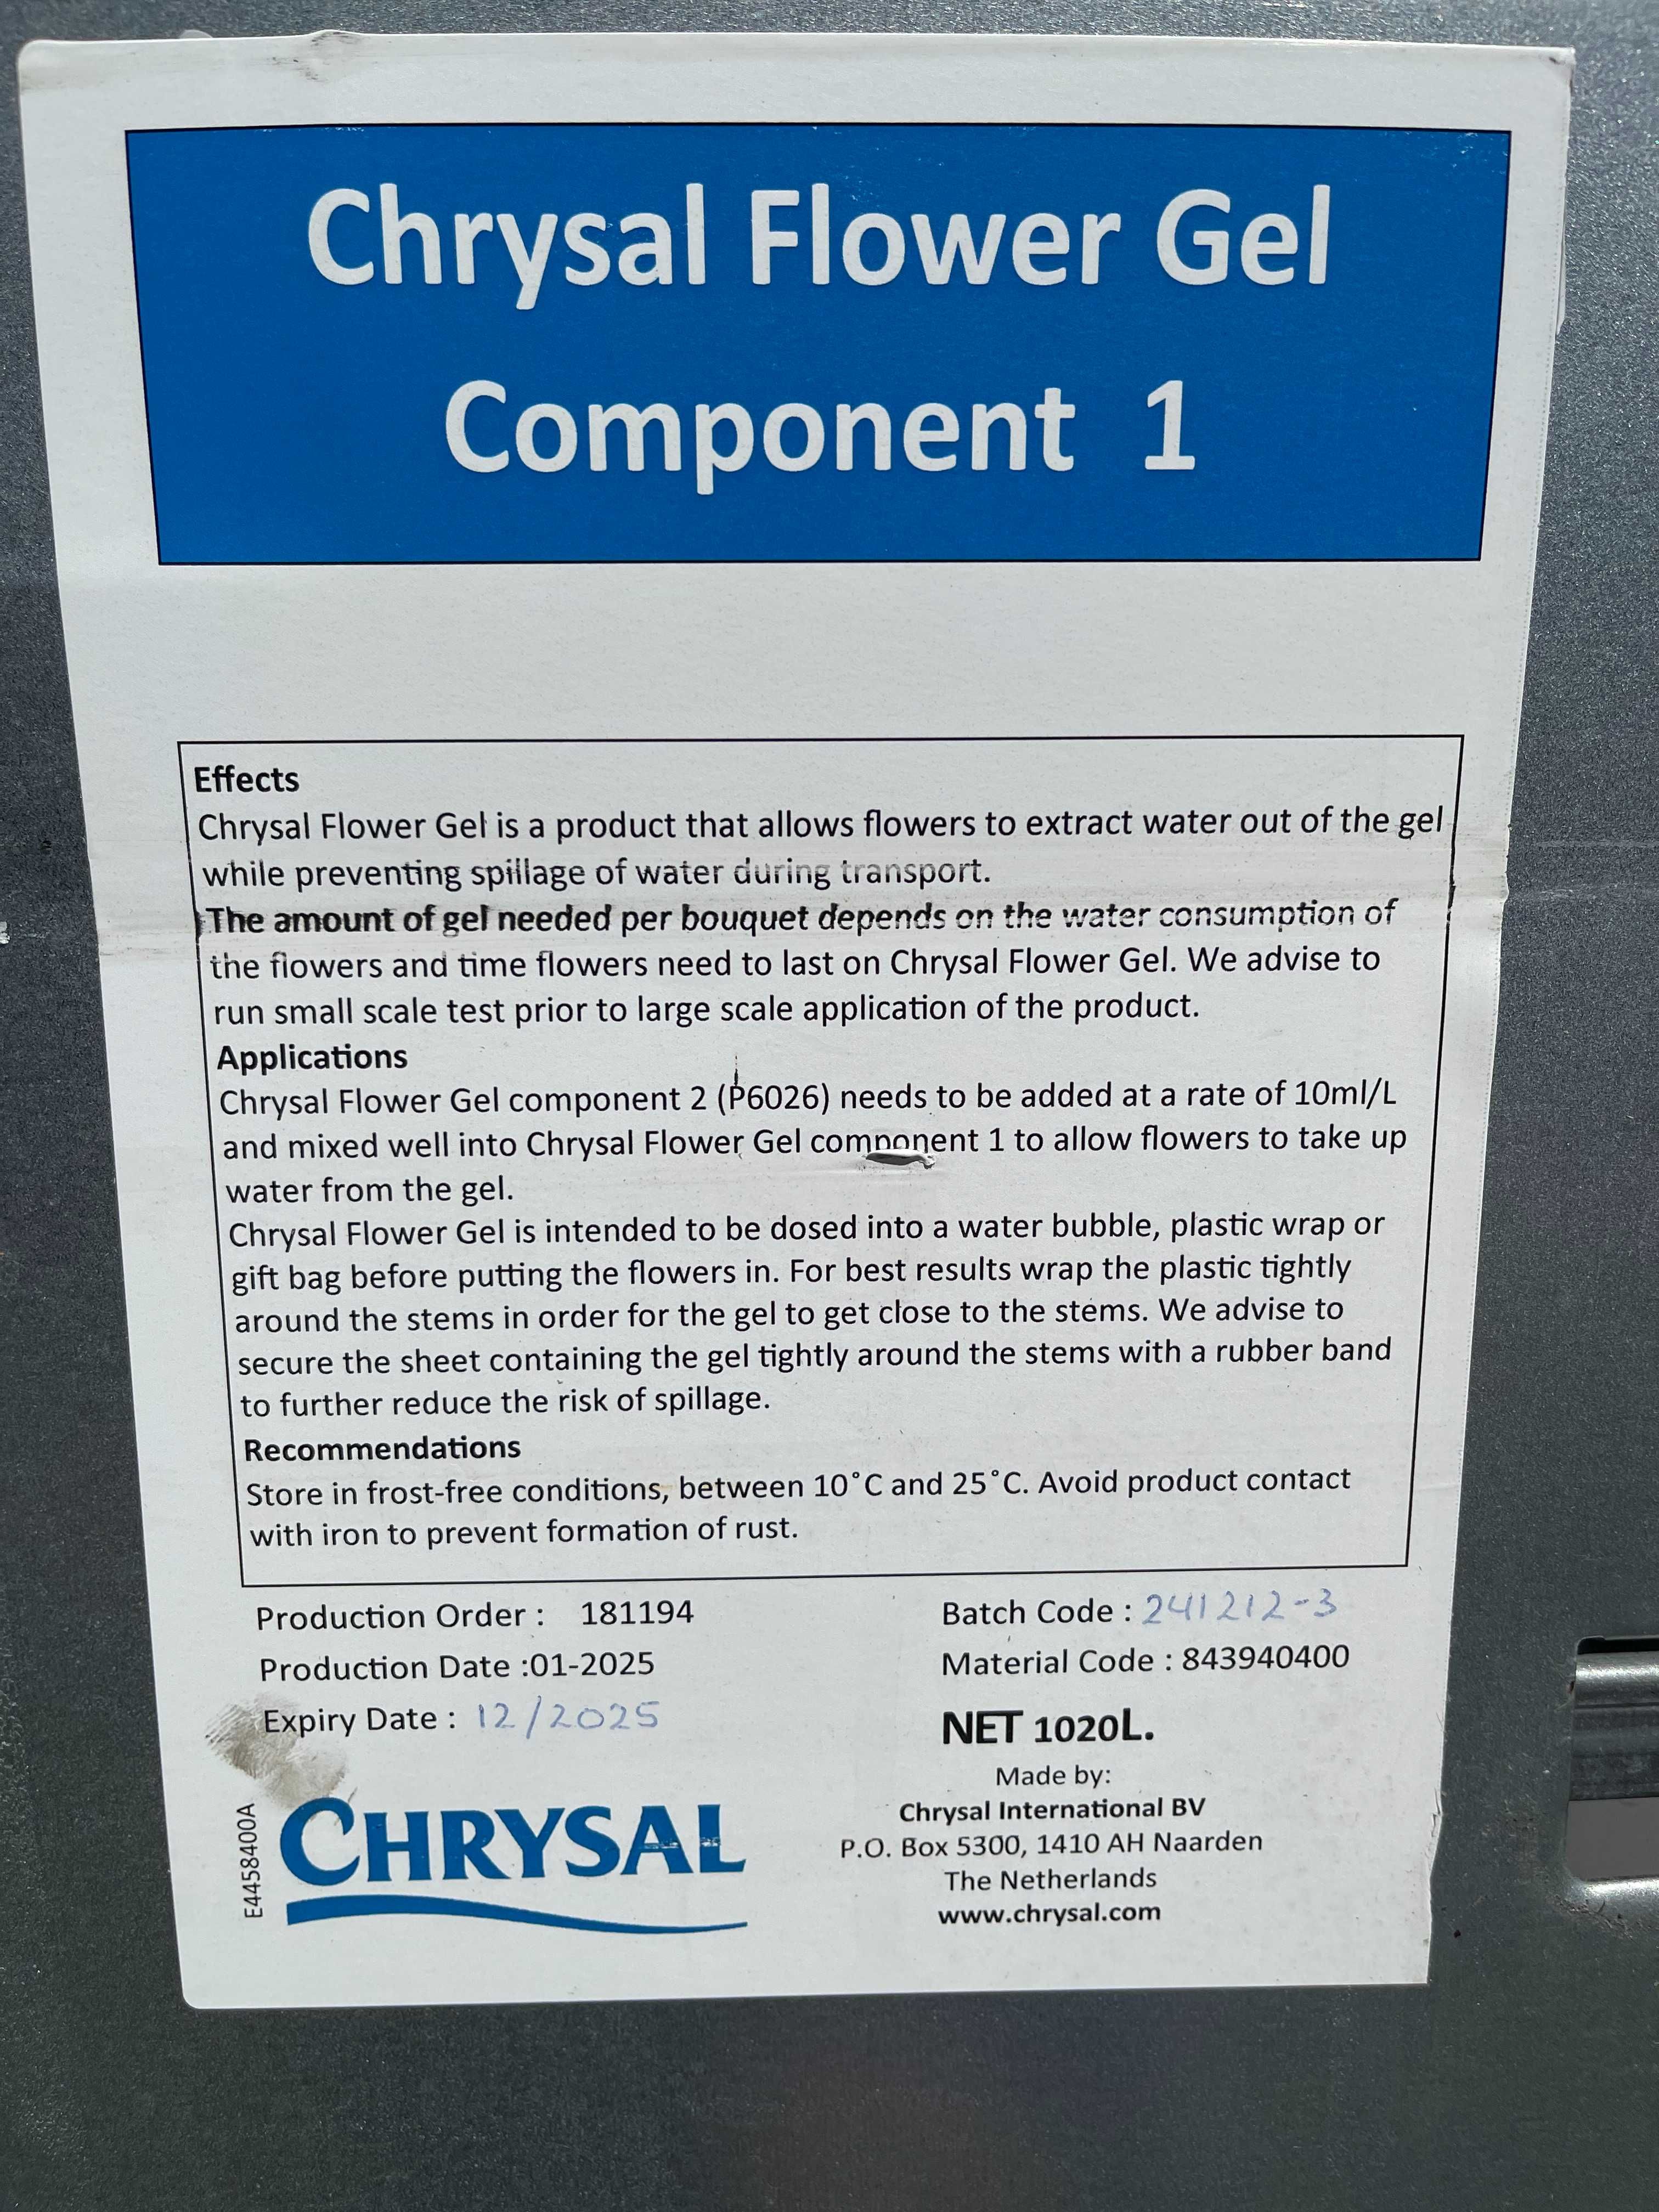 Chrysal Flower Gel
Component 1
Effects
Chrysal Flower Gel is a product that allows flowers to extract water out of the gel
while preventing spillage of water during transport.
The amount of gel needed per bouquet depends on the water consumption of
the flowers and time flowers need to last on Chrysal Flower Gel. We advise to
run small scale test prior to large scale application of the product.
Applications
Chrysal Flower Gel component 2 (P6026) needs to be added at a rate of 10ml/L
and mixed well into Chrysal Flower Gel component 1 to allow flowers to take up
water from the gel.
Chrysal Flower Gel is intended to be dosed into a water bubble, plastic wrap or
gift bag before putting the flowers in. For best results wrap the plastic tightly
around the stems in order for the gel to get close to the stems. We advise to
secure the sheet containing the gel tightly around the stems with a rubber band
to further reduce the risk of spillage.
Recommendations
Store in frost-free conditions, between 10°C and 25°C. Avoid product contact
with iron to prevent formation of rust.
Production Order : 181194
Production Date :01-2025
Expiry Date : 12/2025
Batch Code : 241212-3
Material Code : 843940400
NET 1020L.
Made by:
Chrysal International BV
P.O. Box 5300, 1410 AH Naarden
The Netherlands
www.chrysal.com
E4458400A
CHRYSAL